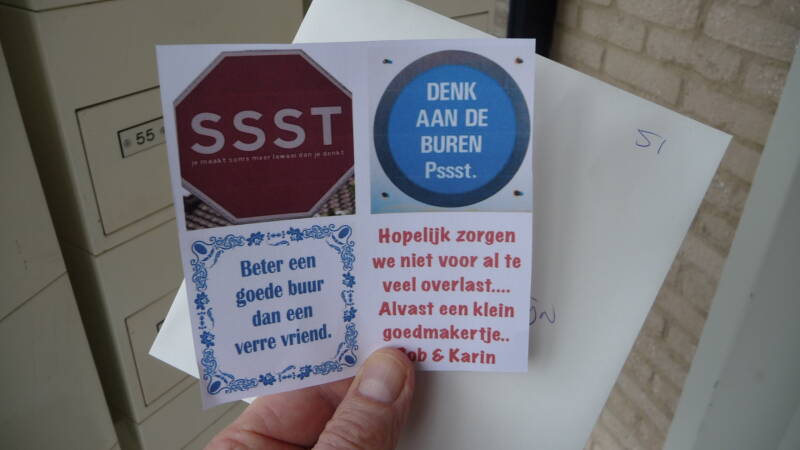 SSST
je maakt soms meer lawaai dan je denkt
DENK
AAN DE
BUREN
Pssst.
Beter een
goede buur
dan een
verre vriend.
Hopelijk zorgen
we niet voor al te
veel overlast....
Alvast een klein
goedmakertje..
& Karin
55
51